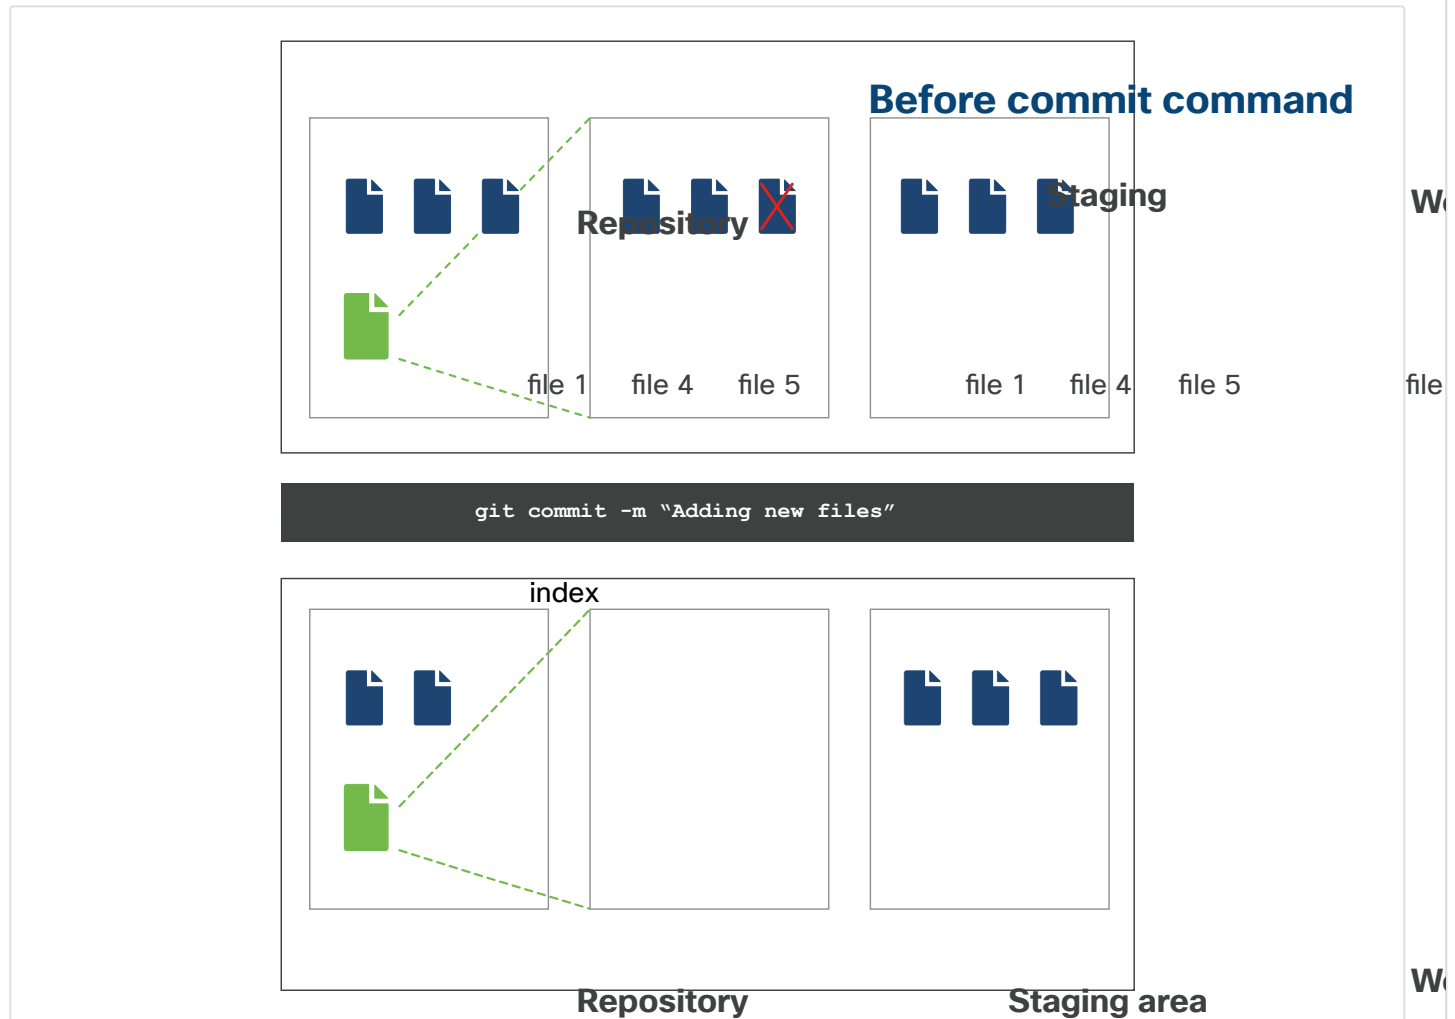 Before commit command
Staging
Repository
file 1 file 4 file 5 file 1 file 4 file 5 file
git commit -m “Adding new files”
index
Repository Staging area